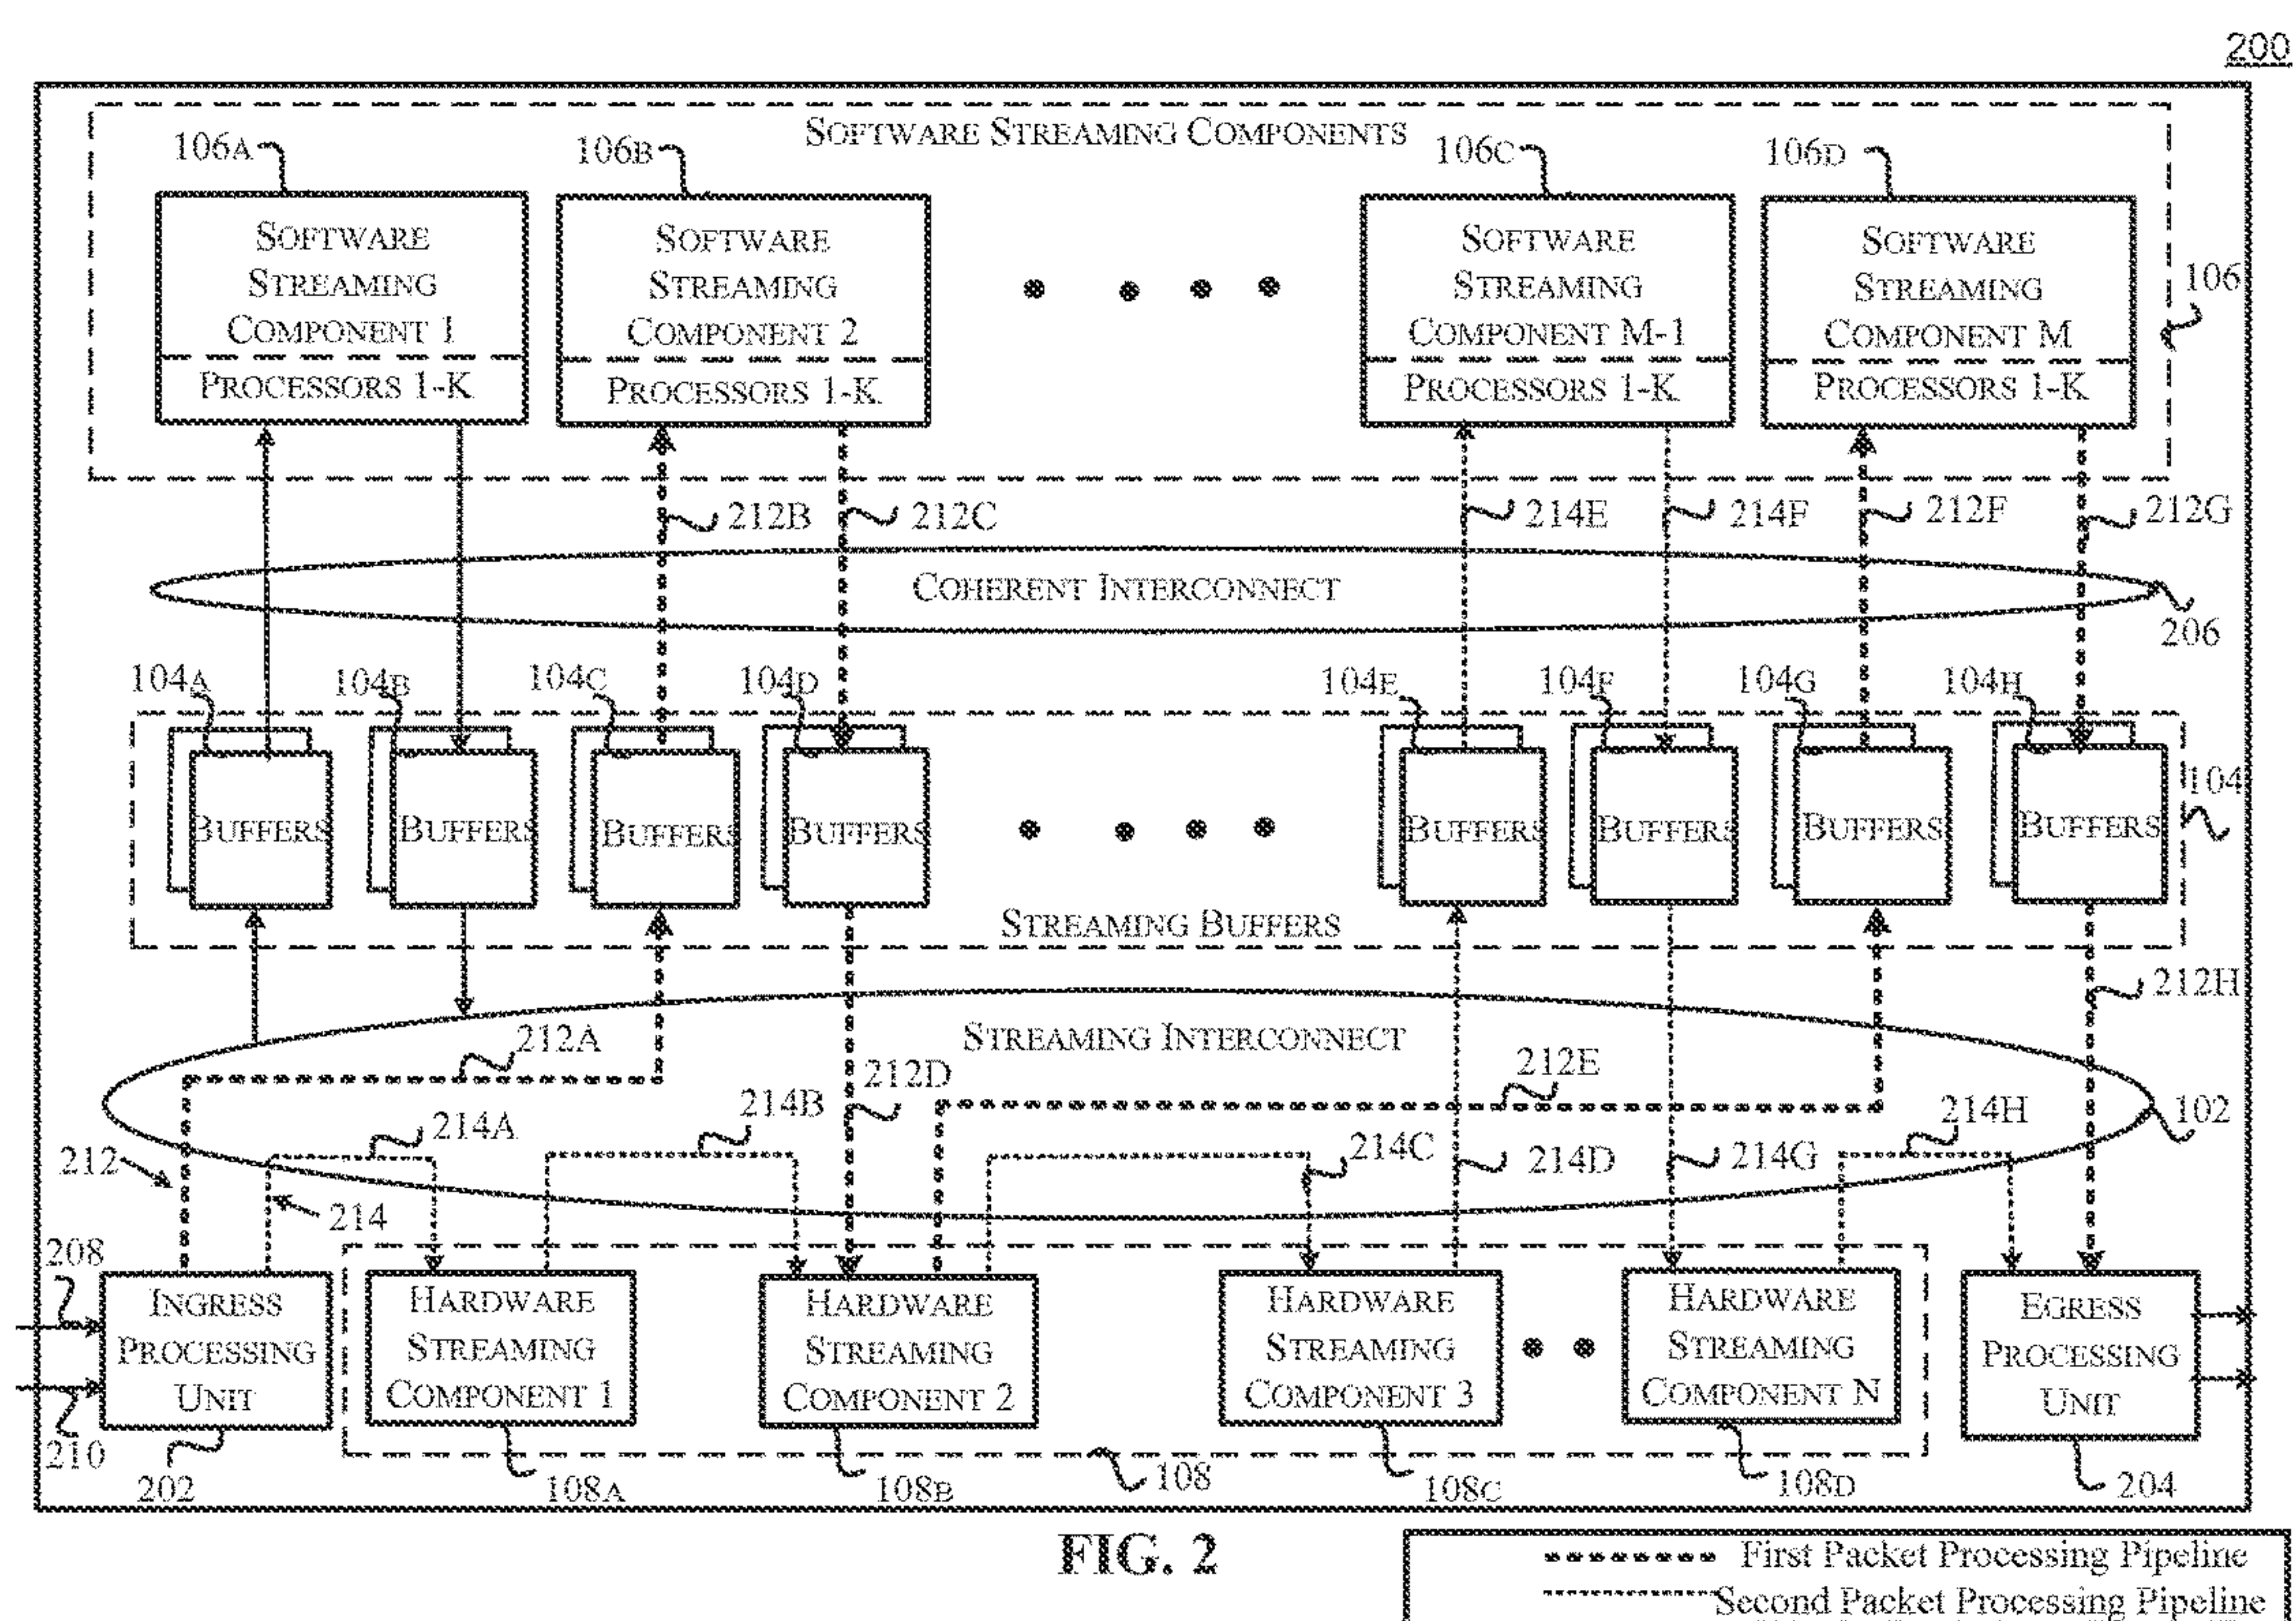 200
SOFTWARE STREAMING COMPONENTS
106A
106B
106C
106D
SOFTWARE
STREAMING
COMPONENT 1
PROCESSORS 1-K
SOFTWARE
STREAMING
COMPONENT 2
PROCESSORS 1-K
SOFTWARE
STREAMING
COMPONENT M-1
PROCESSORS 1-K
SOFTWARE
STREAMING
COMPONENT M
PROCESSORS 1-K
106
212B
212C
214E
214F
212F
212G
COHERENT INTERCONNECT
206
104A
104B
104C
104D
104E
104F
104G
104H
BUFFERS
BUFFERS
BUFFERS
BUFFERS
BUFFERS
BUFFERS
BUFFERS
BUFFERS
104
STREAMING BUFFERS
212H
STREAMING INTERCONNECT
212A
212D
212E
214A
214B
214H
102
212
214C
214D
214G
214
208
210
INGRESS
PROCESSING
UNIT
202
HARDWARE
STREAMING
COMPONENT 1
108A
HARDWARE
STREAMING
COMPONENT 2
108B
108
HARDWARE
STREAMING
COMPONENT 3
108C
HARDWARE
STREAMING
COMPONENT N
108D
EGRESS
PROCESSING
UNIT
204
FIG. 2
First Packet Processing Pipeline
Second Packet Processing Pipeline